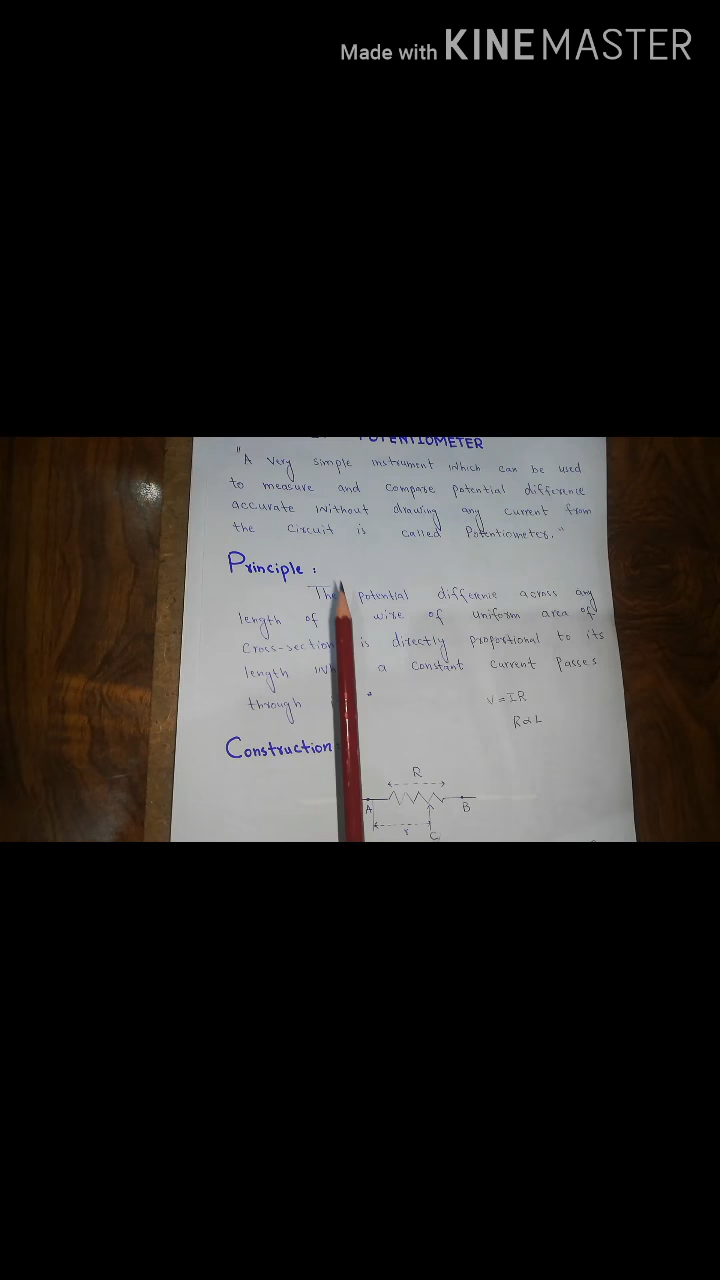 Made with KINEMASTER
POTENTIOMETER
"A very simple instrument which can be used
to measure and compare potential difference
accurate without drawing any current from
the circuit is called Potentiometer."
Principle :
The potential difference across any
length of wire of uniform area of
cross-section is directly proportional to its
length a constant current Passes
through
V = IR
R ∝ L
Construction
R
A B
r C